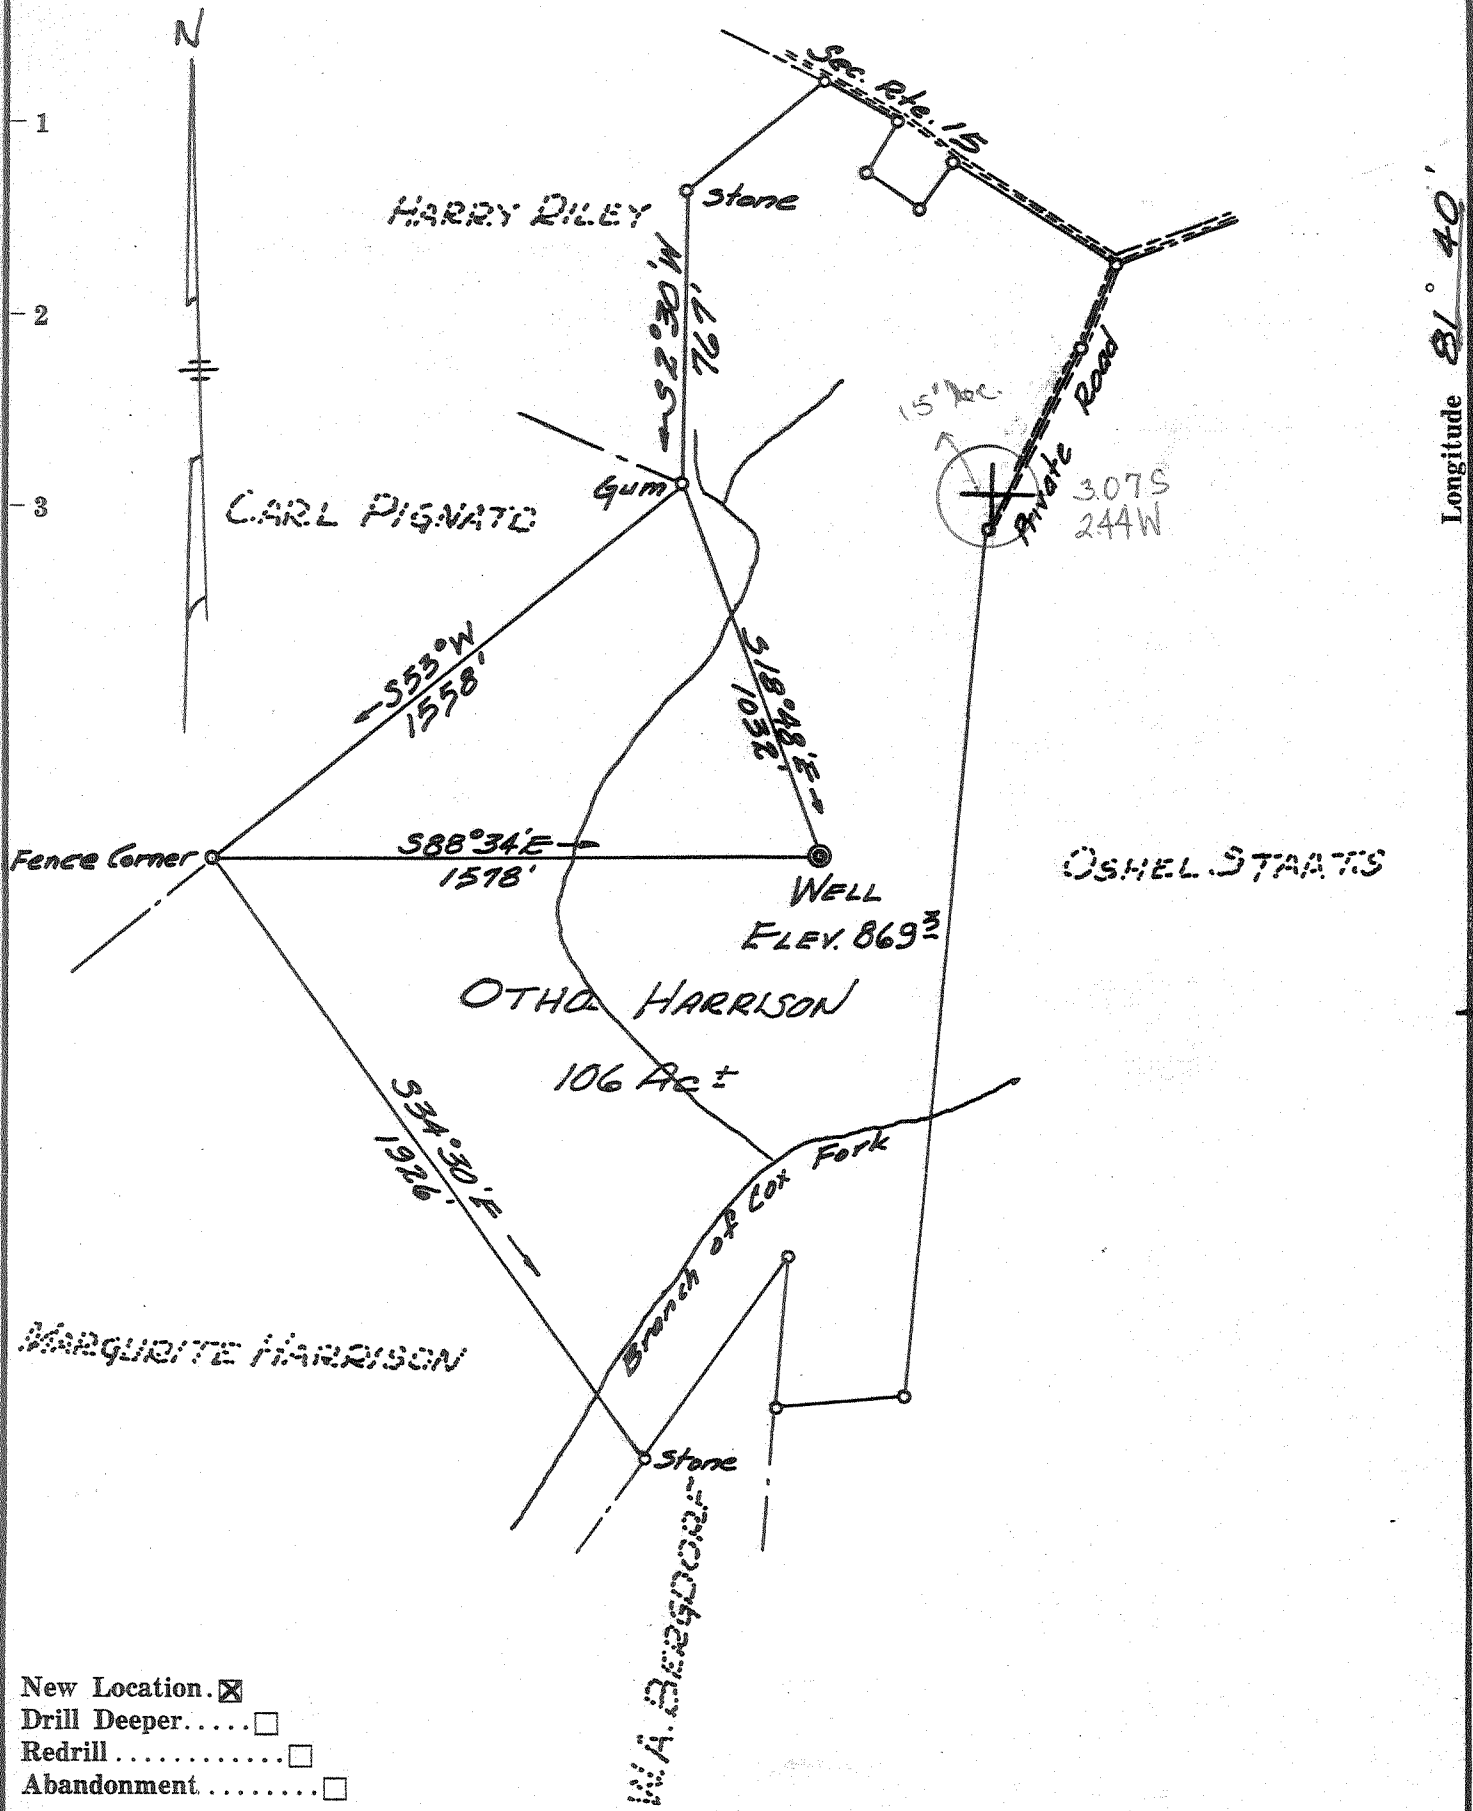 N
Sec. Rte. 15
1
HARRY RILEY
Stone
81° 40'
Longitude
S2°30'W
767'
2
Private Road
15"
Gum
3
CARL PIGNATO
3.07S
2.44W
S53°W
1558'
S18°48'E
1032'
Fence Corner
S88°34'E
1578'
WELL
ELEV. 869³
OSHEL STAATS
OTHA HARRISON
106 Ac ±
S34°30'E
1926'
Branch of Cox Fork
MARGURITE HARRISON
Stone
W.A. BERGDORF
New Location. ☒
Drill Deeper..... ☐
Redrill ............ ☐
Abandonment ........ ☐